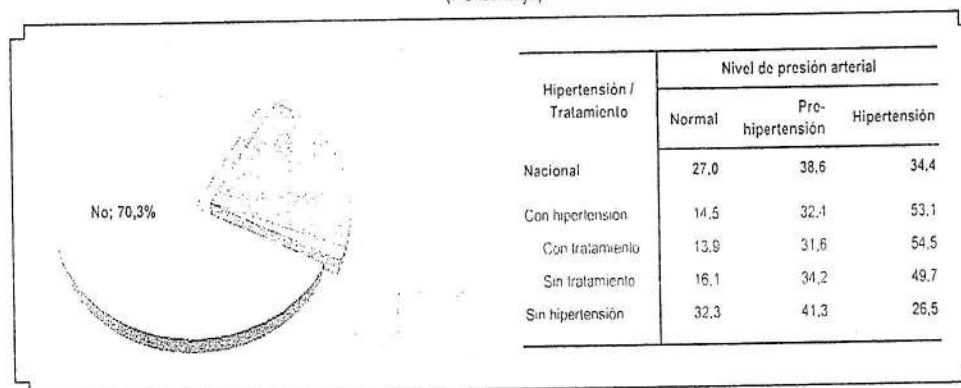 No; 70,3%
Hipertensión /
Tratamiento
Nivel de presión arterial
Normal
Pre-
hipertensión
Hipertensión
Nacional 27,0 38,6 34,4
Con hipertensión 14,5 32,4 53,1
Con tratamiento 13,9 31,6 54,5
Sin tratamiento 16,1 34,2 49,7
Sin hipertensión 32,3 41,3 26,5